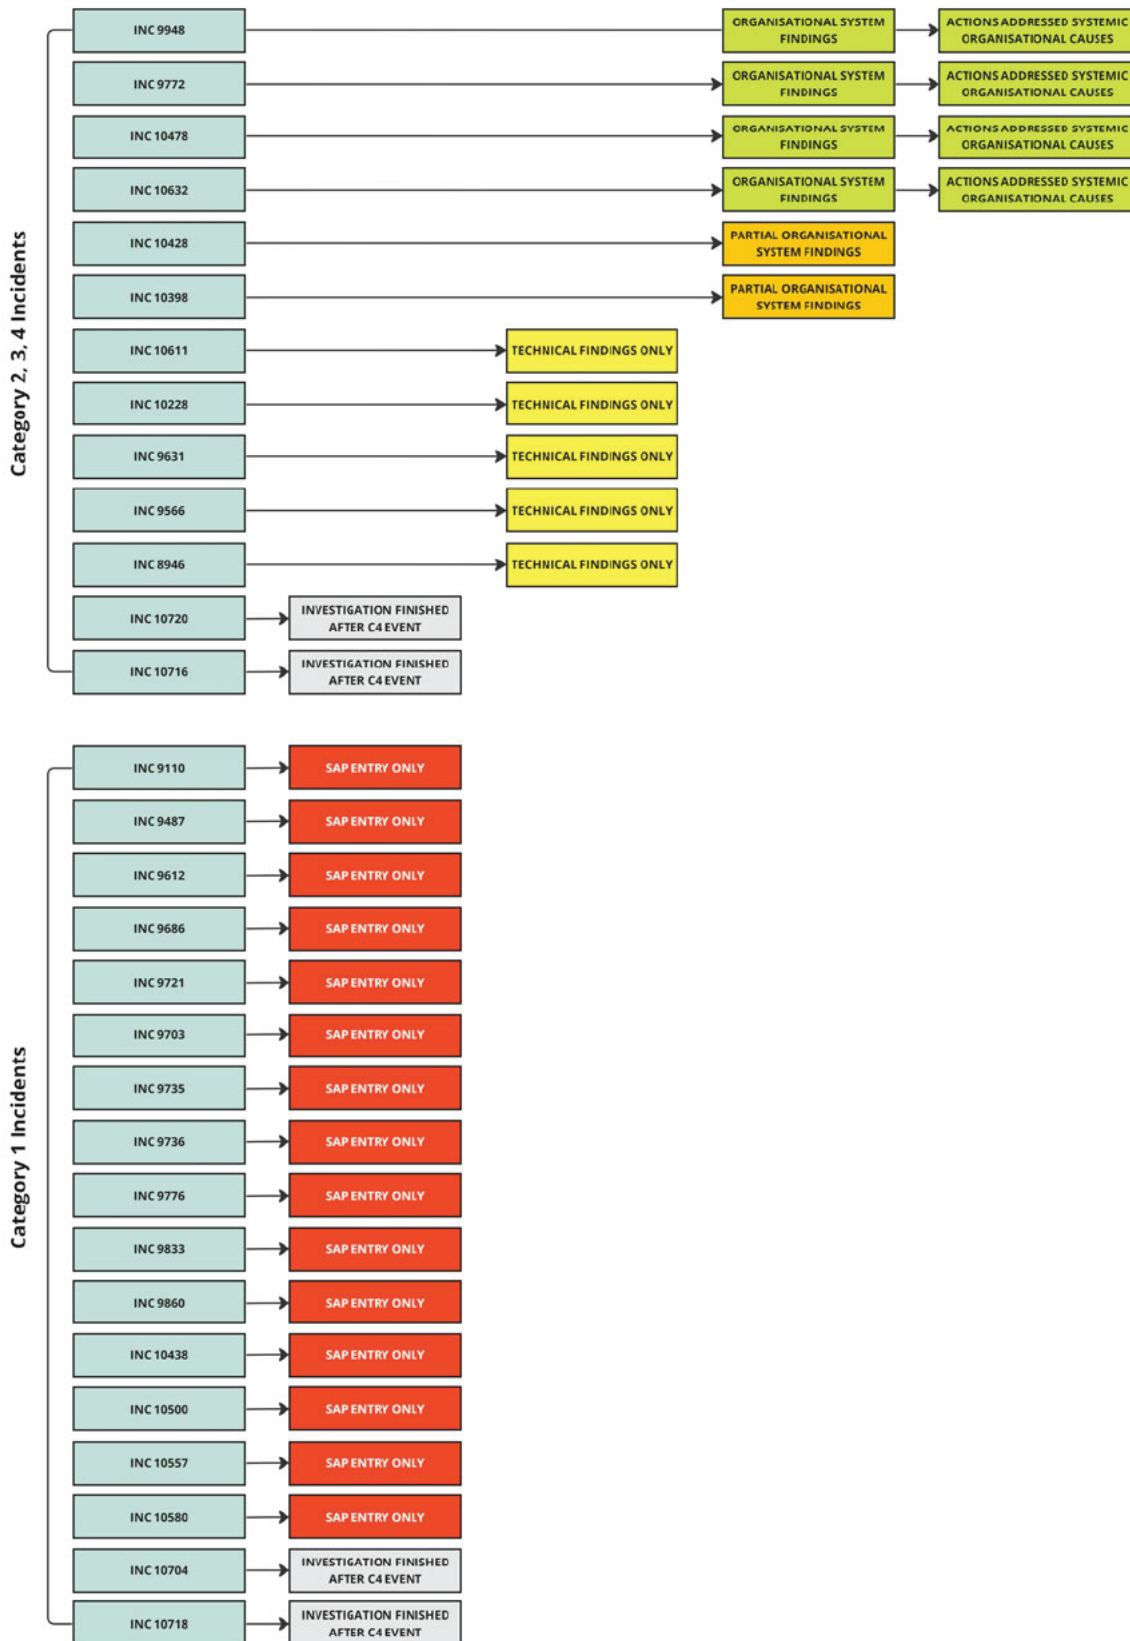 Category 2, 3, 4 Incidents
INC 9948
ORGANISATIONAL SYSTEM
FINDINGS
ACTIONS ADDRESSED SYSTEMIC
ORGANISATIONAL CAUSES
INC 9772
ORGANISATIONAL SYSTEM
FINDINGS
ACTIONS ADDRESSED SYSTEMIC
ORGANISATIONAL CAUSES
INC 10478
ORGANISATIONAL SYSTEM
FINDINGS
ACTIONS ADDRESSED SYSTEMIC
ORGANISATIONAL CAUSES
INC 10632
ORGANISATIONAL SYSTEM
FINDINGS
ACTIONS ADDRESSED SYSTEMIC
ORGANISATIONAL CAUSES
INC 10428
PARTIAL ORGANISATIONAL
SYSTEM FINDINGS
INC 10398
PARTIAL ORGANISATIONAL
SYSTEM FINDINGS
INC 10611
TECHNICAL FINDINGS ONLY
INC 10228
TECHNICAL FINDINGS ONLY
INC 9631
TECHNICAL FINDINGS ONLY
INC 9566
TECHNICAL FINDINGS ONLY
INC 8946
TECHNICAL FINDINGS ONLY
INC 10720
INVESTIGATION FINISHED
AFTER C4 EVENT
INC 10716
INVESTIGATION FINISHED
AFTER C4 EVENT
Category 1 Incidents
INC 9110
SAP ENTRY ONLY
INC 9487
SAP ENTRY ONLY
INC 9612
SAP ENTRY ONLY
INC 9686
SAP ENTRY ONLY
INC 9721
SAP ENTRY ONLY
INC 9703
SAP ENTRY ONLY
INC 9735
SAP ENTRY ONLY
INC 9736
SAP ENTRY ONLY
INC 9776
SAP ENTRY ONLY
INC 9833
SAP ENTRY ONLY
INC 9860
SAP ENTRY ONLY
INC 10438
SAP ENTRY ONLY
INC 10500
SAP ENTRY ONLY
INC 10557
SAP ENTRY ONLY
INC 10580
SAP ENTRY ONLY
INC 10704
INVESTIGATION FINISHED
AFTER C4 EVENT
INC 10718
INVESTIGATION FINISHED
AFTER C4 EVENT